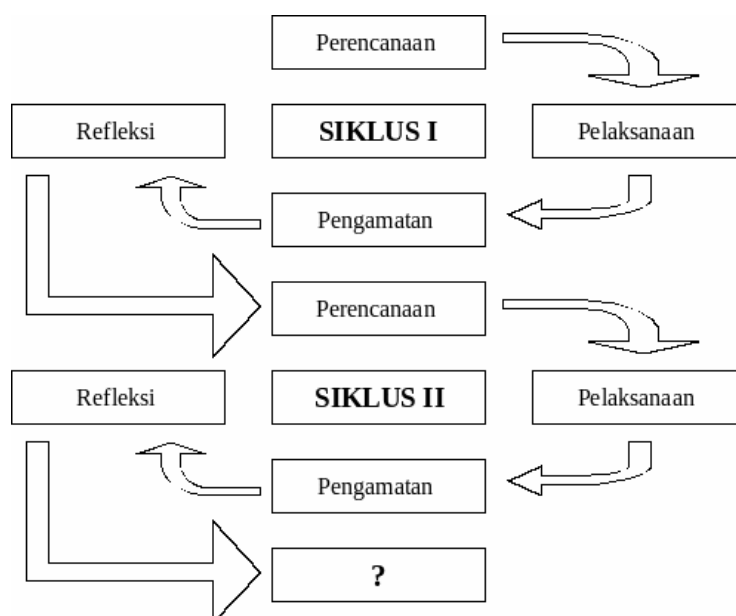 Perencanaan
Refleksi
SIKLUS I
Pelaksanaan
Pengamatan
Perencanaan
Refleksi
SIKLUS II
Pelaksanaan
Pengamatan
?